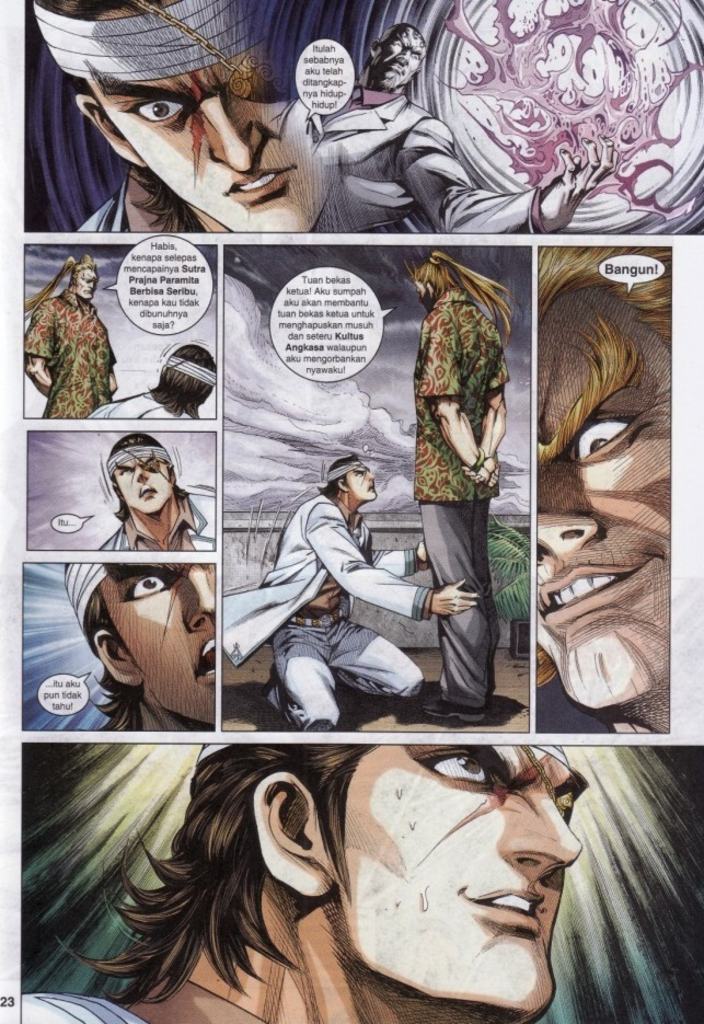 Itulah
sebabnya
aku telah
ditangkap-
nya hidup-
hidup!
Habis,
kenapa selepas
mencapainya Sutra
Prajna Paramita
Berbisa Seribu,
kenapa kau tidak
dibunuhnya
saja?
Itu...
...itu aku
pun tidak
tahu!
Tuan bekas
ketua! Aku sumpah
aku akan membantu
tuan bekas ketua untuk
menghapuskan musuh
dan seteru Kultus
Angkasa walaupun
aku mengorbankan
nyawaku!
Bangun!
23